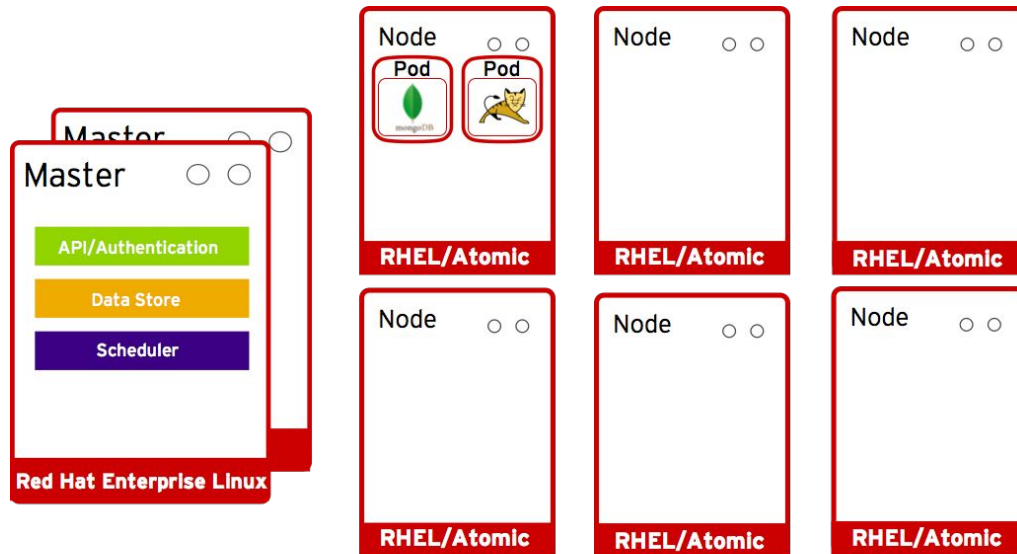 Master
Master
API/Authentication
Data Store
Scheduler
Red Hat Enterprise Linux
Node
Pod
mongoDB
Pod
RHEL/Atomic
Node
RHEL/Atomic
Node
RHEL/Atomic
Node
RHEL/Atomic
Node
RHEL/Atomic
Node
RHEL/Atomic